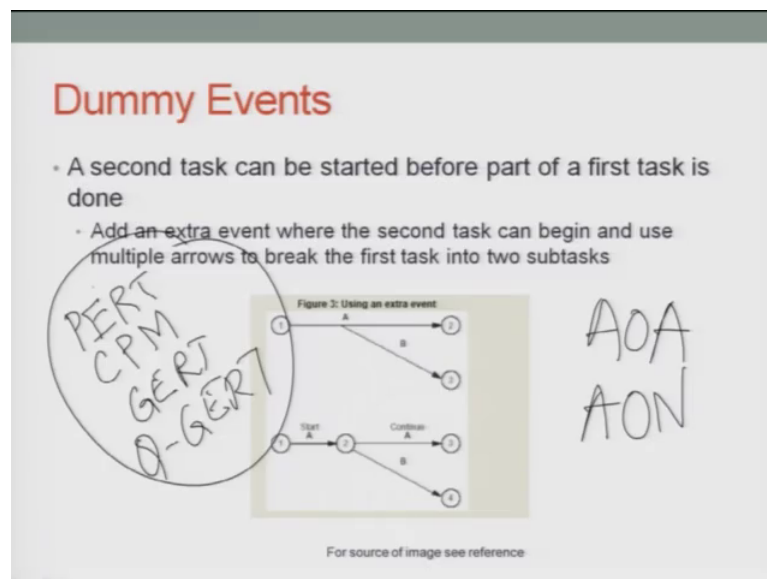 Dummy Events
• A second task can be started before part of a first task is
done
• Add an extra event where the second task can begin and use
multiple arrows to break the first task into two subtasks
PERT
CPM
GERT
Q-GERT
Figure 3: Using an extra event
1
A
2
B
3
Start
A
Continue
A
1
2
3
B
4
AOA
AON
For source of image see reference